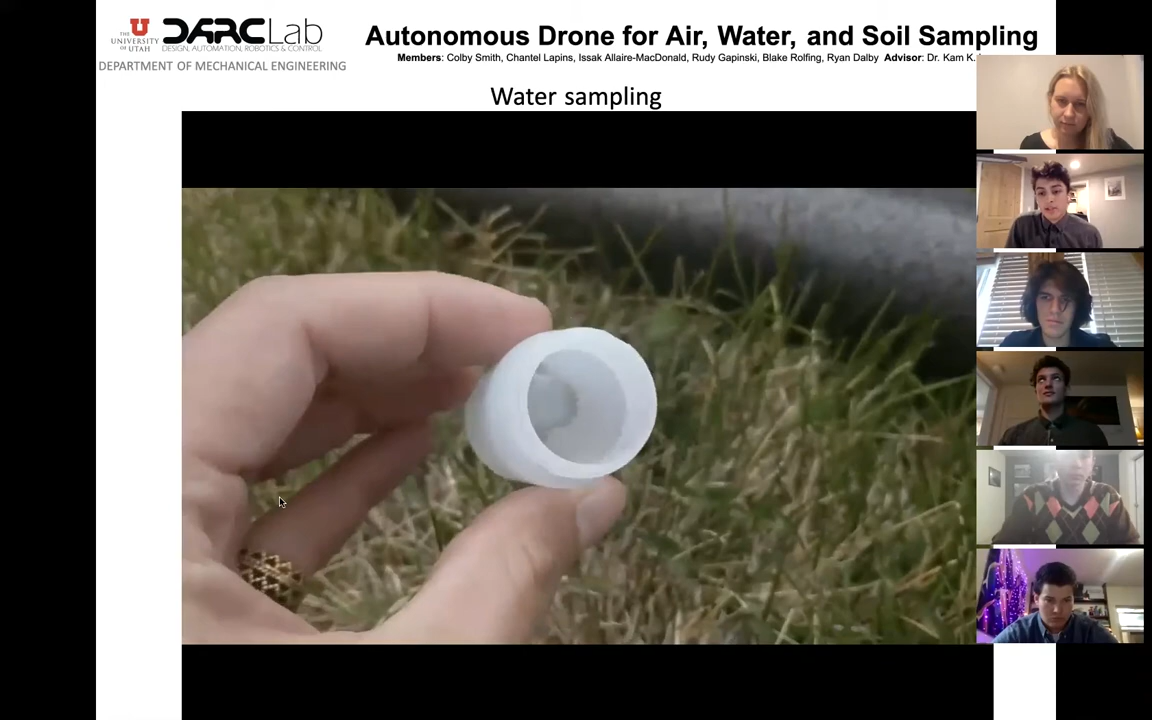 THE
UNIVERSITY
OF UTAH
DARCLab
DESIGN, AUTOMATION, ROBOTICS & CONTROL
DEPARTMENT OF MECHANICAL ENGINEERING
Autonomous Drone for Air, Water, and Soil Sampling
Members: Colby Smith, Chantel Lapins, Issak Allaire-MacDonald, Rudy Gapinski, Blake Rolfing, Ryan Dalby Advisor: Dr. Kam K.
Water sampling